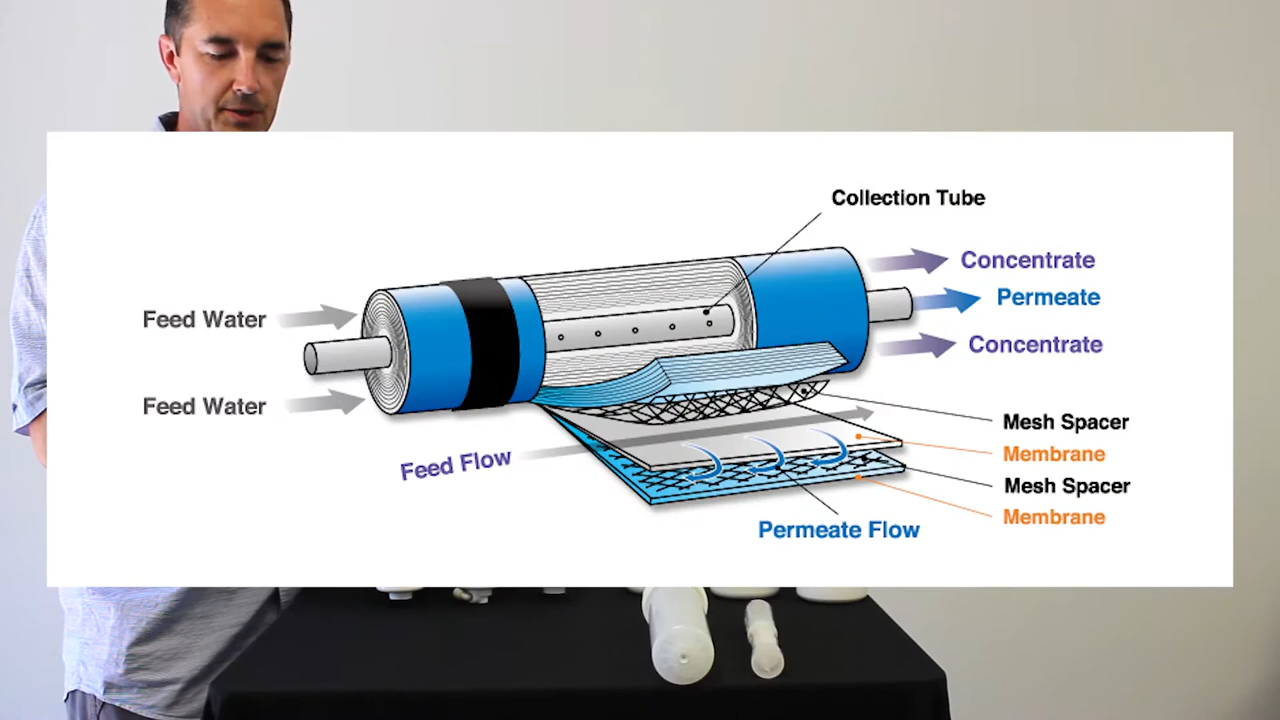 Collection Tube
Concentrate
Permeate
Feed Water
Concentrate
Feed Water
Mesh Spacer
Membrane
Feed Flow
Mesh Spacer
Membrane
Permeate Flow